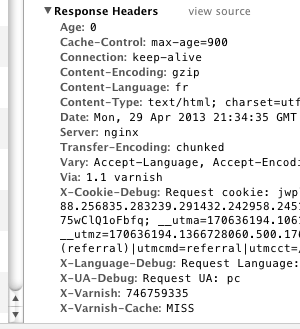 ▼Response Headers view source
Age: 0
Cache-Control: max-age=900
Connection: keep-alive
Content-Encoding: gzip
Content-Language: fr
Content-Type: text/html; charset=utf
Date: Mon, 29 Apr 2013 21:34:35 GMT
Server: nginx
Transfer-Encoding: chunked
Vary: Accept-Language, Accept-Encodi
Via: 1.1 varnish
X-Cookie-Debug: Request cookie: jwp
88.256835.283239.291432.242958.2451
75wClQ1oFbfq; __utma=170636194.1061
__utmz=170636194.1366728060.500.176
(referral)|utmcmd=referral|utmcct=/
X-Language-Debug: Request Language:
X-UA-Debug: Request UA: pc
X-Varnish: 746759335
X-Varnish-Cache: MISS